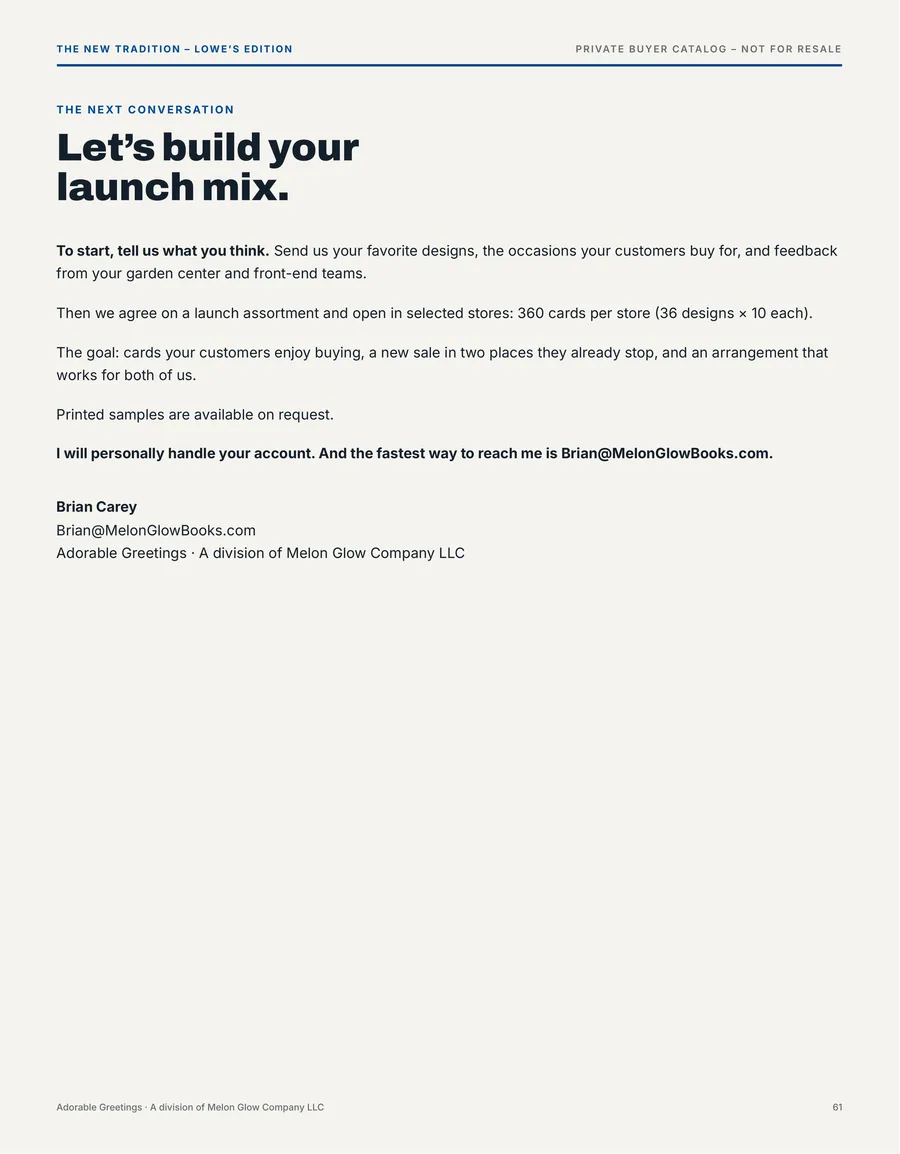 THE NEW TRADITION – LOWE’S EDITION
PRIVATE BUYER CATALOG – NOT FOR RESALE
THE NEXT CONVERSATION
Let’s build your
launch mix.
To start, tell us what you think. Send us your favorite designs, the occasions your customers buy for, and feedback
from your garden center and front-end teams.
Then we agree on a launch assortment and open in selected stores: 360 cards per store (36 designs × 10 each).
The goal: cards your customers enjoy buying, a new sale in two places they already stop, and an arrangement that
works for both of us.
Printed samples are available on request.
I will personally handle your account. And the fastest way to reach me is Brian@MelonGlowBooks.com.
Brian Carey
Brian@MelonGlowBooks.com
Adorable Greetings · A division of Melon Glow Company LLC
Adorable Greetings · A division of Melon Glow Company LLC
61